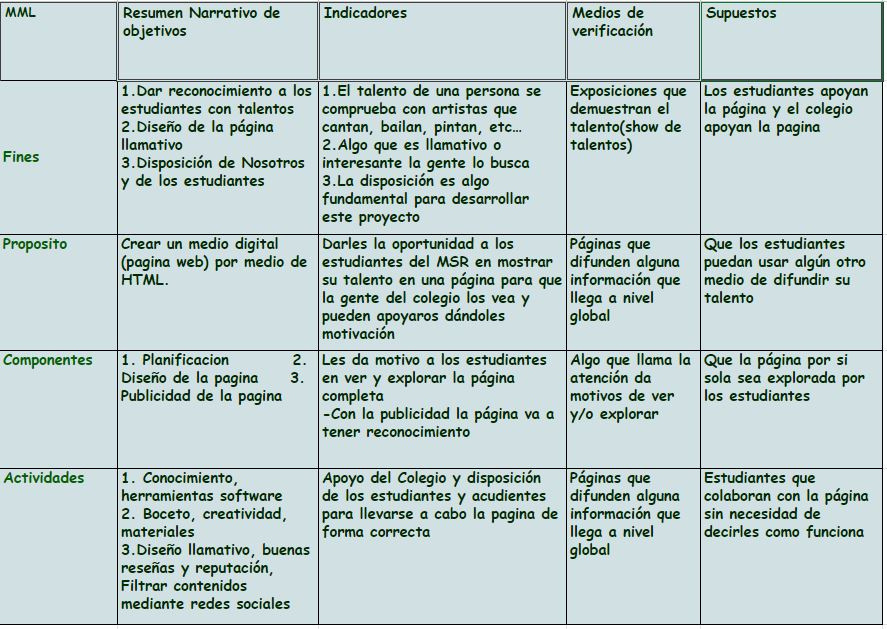 MML
Resumen Narrativo de
objetivos
Indicadores
Medios de
verificación
Supuestos
Fines
1.Dar reconocimiento a los
estudiantes con talentos
2.Diseño de la página
llamativo
3.Disposición de Nosotros
y de los estudiantes
1.El talento de una persona se
comprueba con artistas que
cantan, bailan, pintan, etc…
2.Algo que es llamativo o
interesante la gente lo busca
3.La disposición es algo
fundamental para desarrollar
este proyecto
Exposiciones que
demuestran el
talento(show de
talentos)
Los estudiantes apoyan
la página y el colegio
apoyan la pagina
Proposito
Crear un medio digital
(pagina web) por medio de
HTML.
Darles la oportunidad a los
estudiantes del MSR en mostrar
su talento en una página para que
la gente del colegio los vea y
pueden apoyaros dándoles
motivación
Páginas que
difunden alguna
información que
llega a nivel
global
Que los estudiantes
puedan usar algún otro
medio de difundir su
talento
Componentes
1. Planificacion 2.
Diseño de la pagina 3.
Publicidad de la pagina
Les da motivo a los estudiantes
en ver y explorar la página
completa
-Con la publicidad la página va a
tener reconocimiento
Algo que llama la
atención da
motivos de ver
y/o explorar
Que la página por si
sola sea explorada por
los estudiantes
Actividades
1. Conocimiento,
herramientas software
2. Boceto, creatividad,
materiales
3.Diseño llamativo, buenas
reseñas y reputación,
Filtrar contenidos
mediante redes sociales
Apoyo del Colegio y disposición
de los estudiantes y acudientes
para llevarse a cabo la pagina de
forma correcta
Páginas que
difunden alguna
información que
llega a nivel
global
Estudiantes que
colaboran con la página
sin necesidad de
decirles como funciona